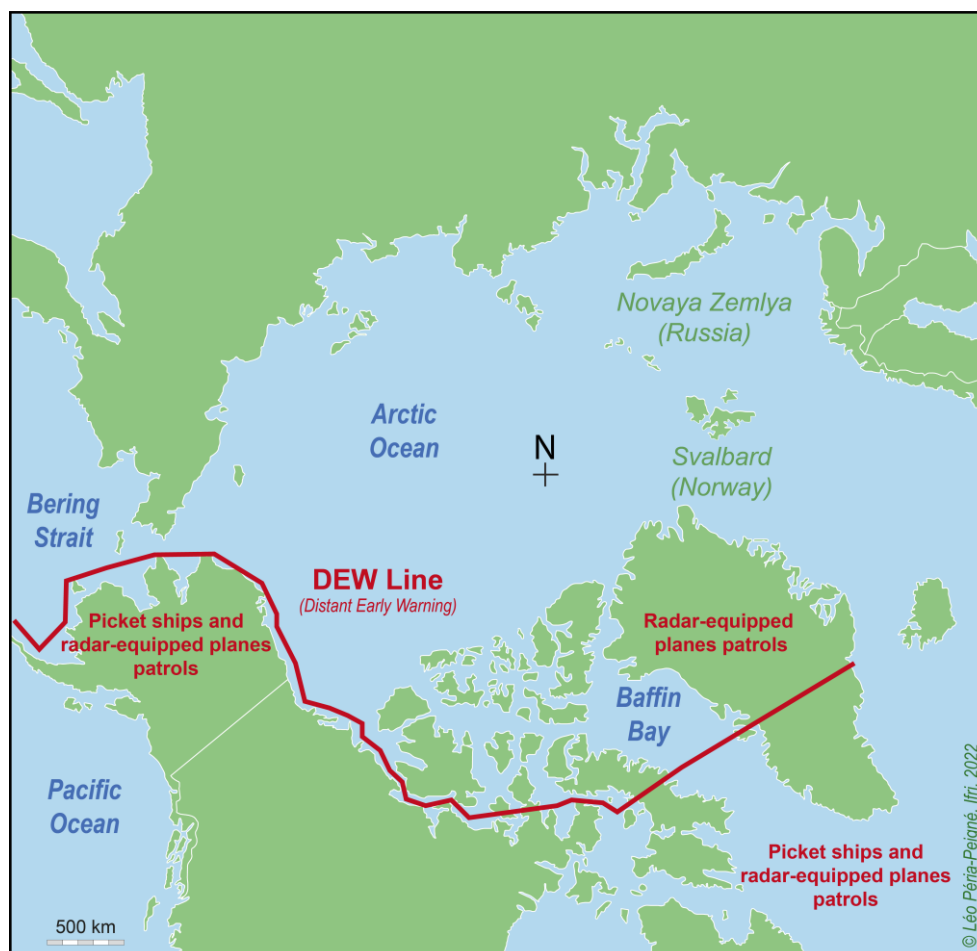 Novaya Zemlya
(Russia)
Arctic
Ocean
N
Svalbard
(Norway)
Bering
Strait
DEW Line
(Distant Early Warning)
Picket ships and
radar-equipped planes
patrols
Radar-equipped
planes patrols
Baffin
Bay
Pacific
Ocean
Picket ships and
radar-equipped planes
patrols
500 km
© Léo Péria-Peigné, Ifri, 2022